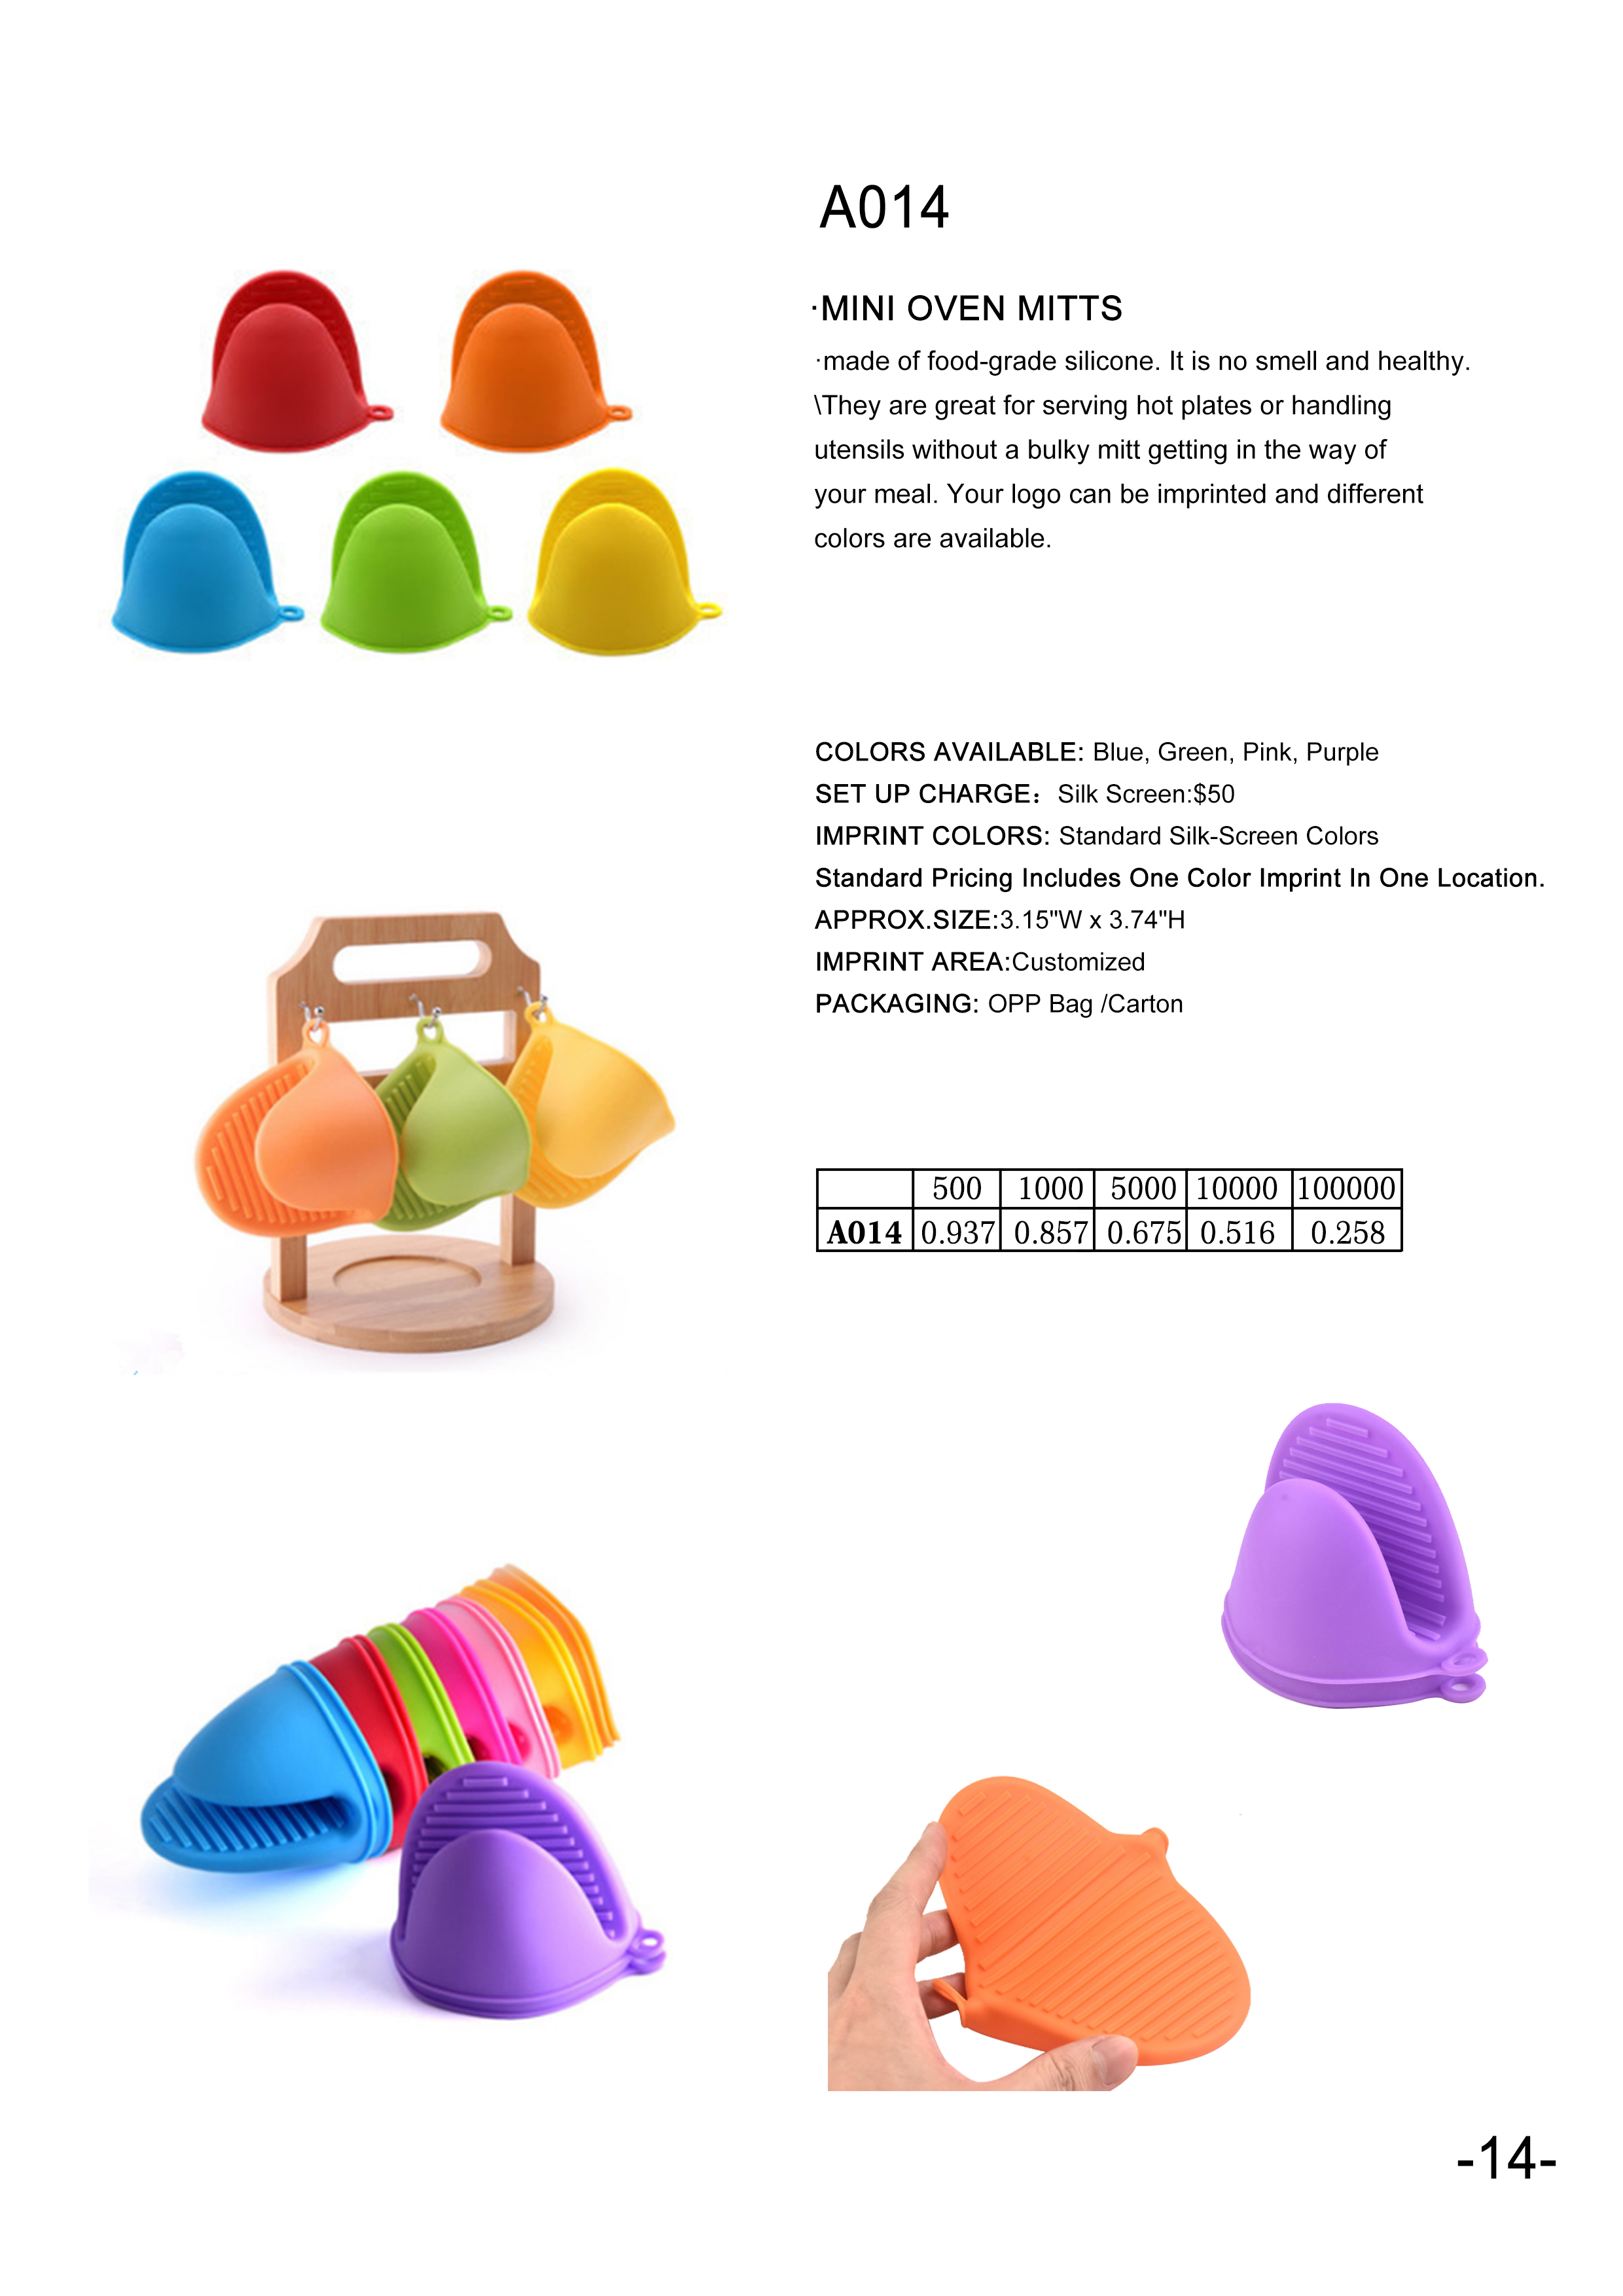 A014
·MINI OVEN MITTS
·made of food-grade silicone. It is no smell and healthy.
\They are great for serving hot plates or handling
utensils without a bulky mitt getting in the way of
your meal. Your logo can be imprinted and different
colors are available.
COLORS AVAILABLE: Blue, Green, Pink, Purple
SET UP CHARGE：Silk Screen:$50
IMPRINT COLORS: Standard Silk-Screen Colors
Standard Pricing Includes One Color Imprint In One Location.
APPROX.SIZE:3.15"W x 3.74"H
IMPRINT AREA:Customized
PACKAGING: OPP Bag /Carton
500 1000 5000 10000 100000
A014 0.937 0.857 0.675 0.516 0.258
-14-